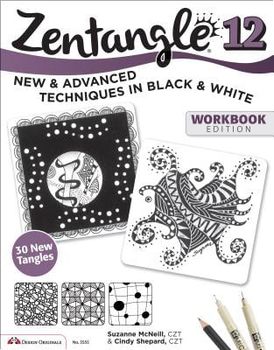 Zentangle® 12
NEW & ADVANCED
TECHNIQUES IN BLACK & WHITE
WORKBOOK
EDITION
30 New
Tangles
Suzanne McNeill, CZT
& Cindy Shepard, CZT
DESIGN ORIGINALS